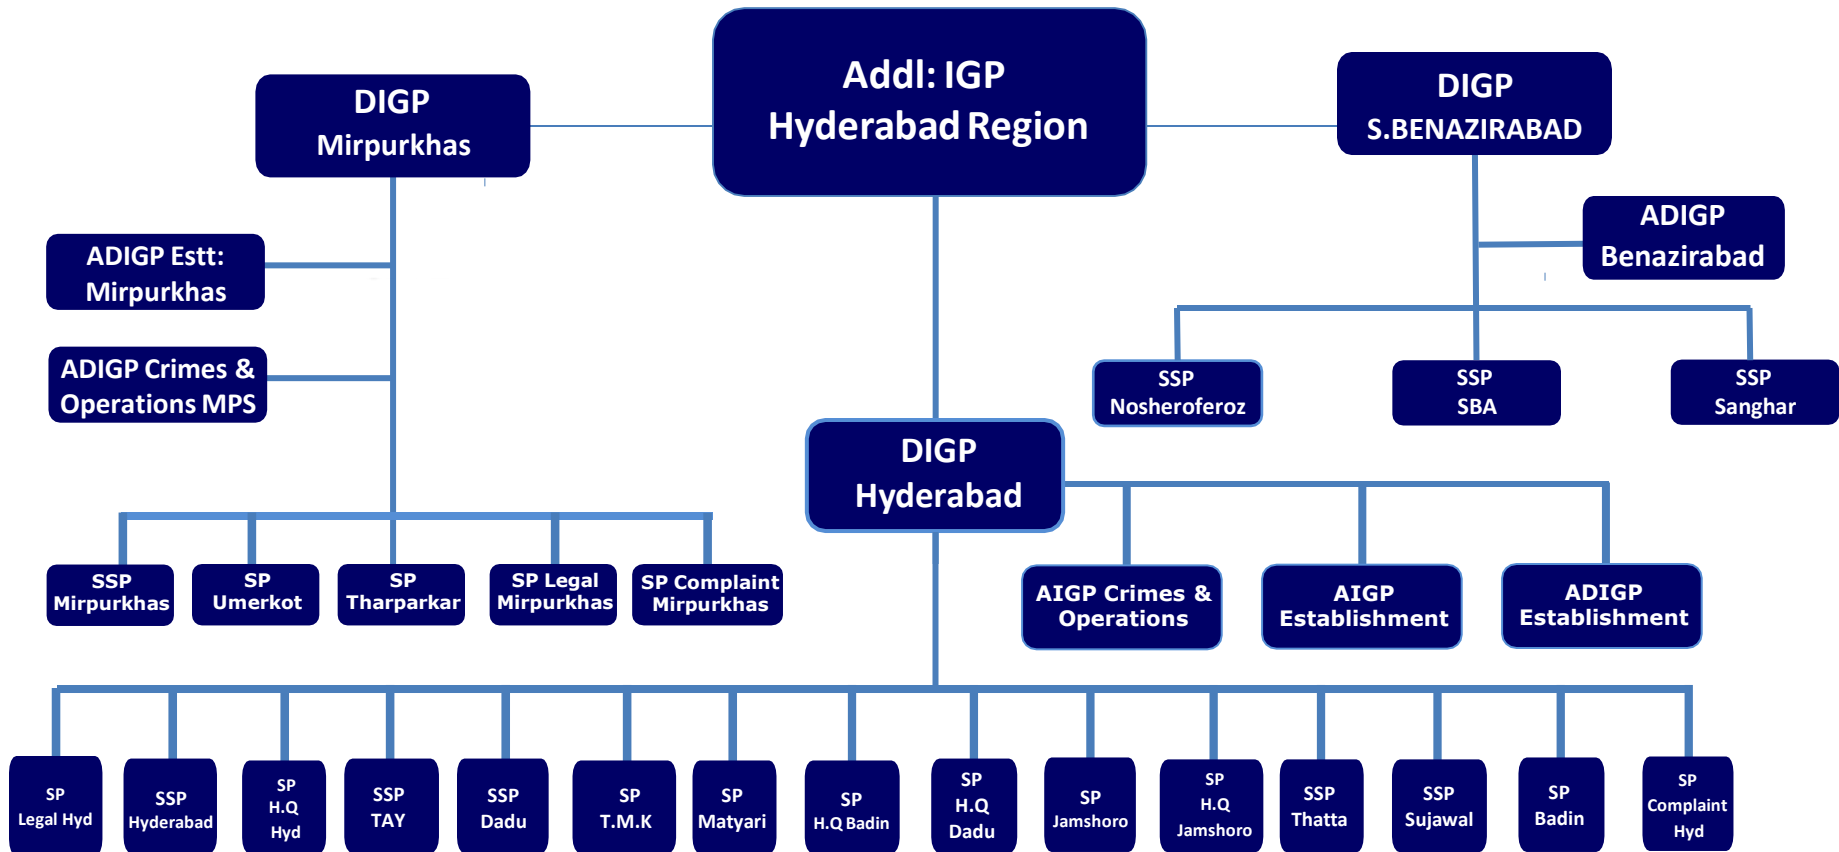 Addl: IGP
Hyderabad Region
DIGP
Mirpurkhas
DIGP
S.BENAZIRABAD
ADIGP Estt:
Mirpurkhas
ADIGP Crimes &
Operations MPS
ADIGP
Benazirabad
SSP
Nosheroferoz
SSP
SBA
SSP
Sanghar
DIGP
Hyderabad
SSP
Mirpurkhas
SP
Umerkot
SP
Tharparkar
SP Legal
Mirpurkhas
SP Complaint
Mirpurkhas
AIGP Crimes &
Operations
AIGP
Establishment
ADIGP
Establishment
SP
Legal Hyd
SSP
Hyderabad
SP
H.Q
Hyd
SSP
TAY
SSP
Dadu
SP
T.M.K
SP
Matyari
SP
H.Q Badin
SP
H.Q
Dadu
SP
Jamshoro
SP
H.Q
Jamshoro
SSP
Thatta
SSP
Sujawal
SP
Badin
SP
Complaint
Hyd